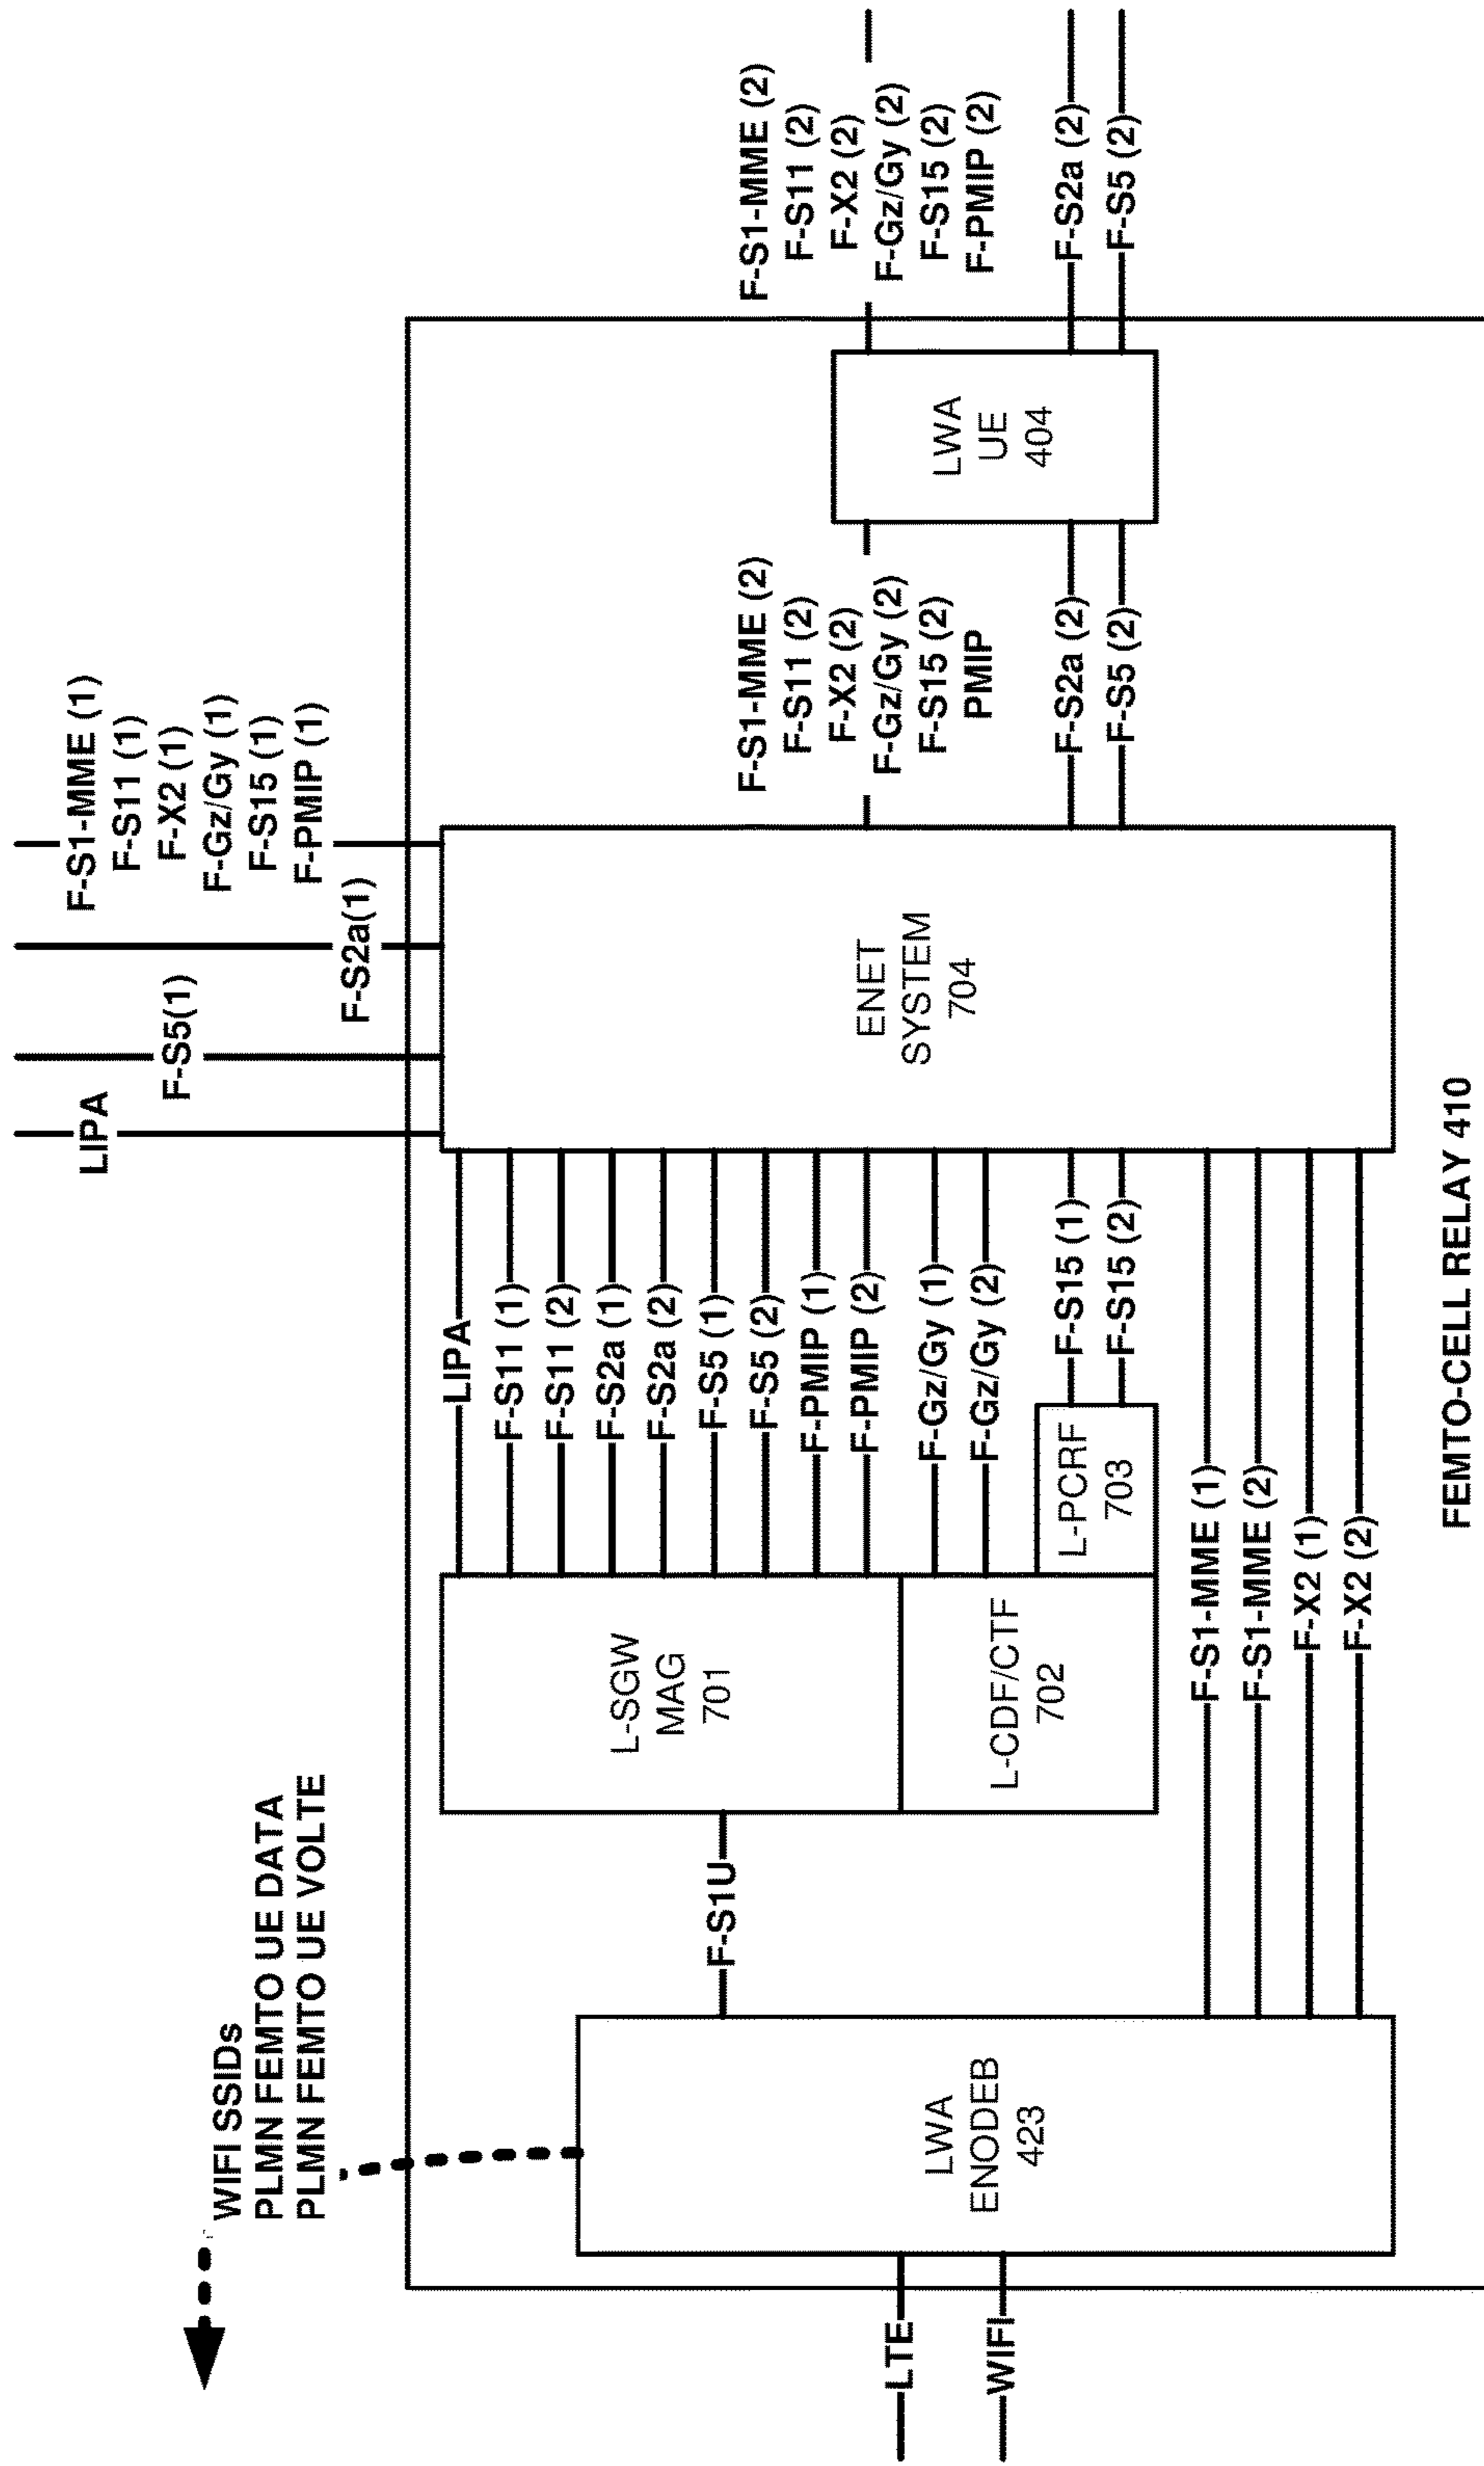 WIFI SSIDs
PLMN FEMTO UE DATA
PLMN FEMTO UE VOLTE
LIPA
F-S5(1)
F-S2a(1)
F-S1-MME (1)
F-S11 (1)
F-X2 (1)
F-Gz/Gy (1)
F-S15 (1)
F-PMIP (1)
LTE
WIFI
LWA
ENODEB
423
F-S1U
L-SGW
MAG
701
L-CDF/CTF
702
L-PCRF
703
LIPA
F-S11 (1)
F-S11 (2)
F-S2a (1)
F-S2a (2)
F-S5 (1)
F-S5 (2)
F-PMIP (1)
F-PMIP (2)
F-Gz/Gy (1)
F-Gz/Gy (2)
F-S15 (1)
F-S15 (2)
F-S1-MME (1)
F-S1-MME (2)
F-X2 (1)
F-X2 (2)
ENET
SYSTEM
704
F-S1-MME (2)
F-S11 (2)
F-X2 (2)
F-Gz/Gy (2)
F-S15 (2)
PMIP
F-S2a (2)
F-S5 (2)
LWA
UE
404
F-S1-MME (2)
F-S11 (2)
F-X2 (2)
F-Gz/Gy (2)
F-S15 (2)
F-PMIP (2)
F-S2a (2)
F-S5 (2)
FEMTO-CELL RELAY 410